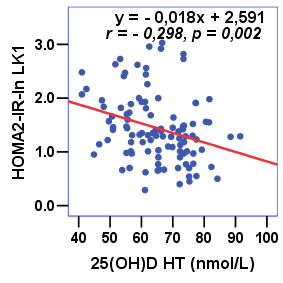 y = - 0,018x + 2,591
r = - 0,298, p = 0,002
HOMA2-IR-ln LK1
3.0
2.0
1.0
0.0
40 50 60 70 80 90 100
25(OH)D HT (nmol/L)